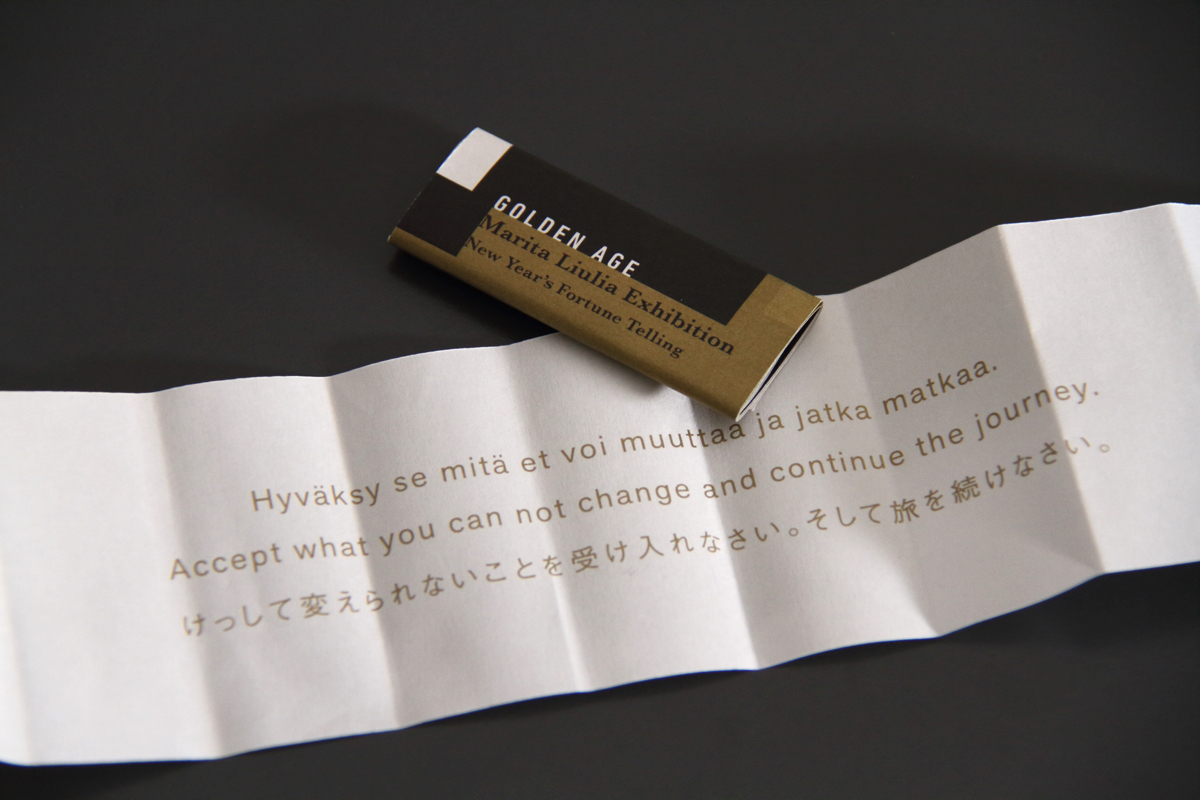 GOLDEN AGE
Marita Liulia Exhibition
New Year's Fortune Telling
Hyväksy se mitä et voi muuttaa ja jatka matkaa.
Accept what you can not change and continue the journey.
けっして変えられないことを受け入れなさい。そして旅を続けなさい。